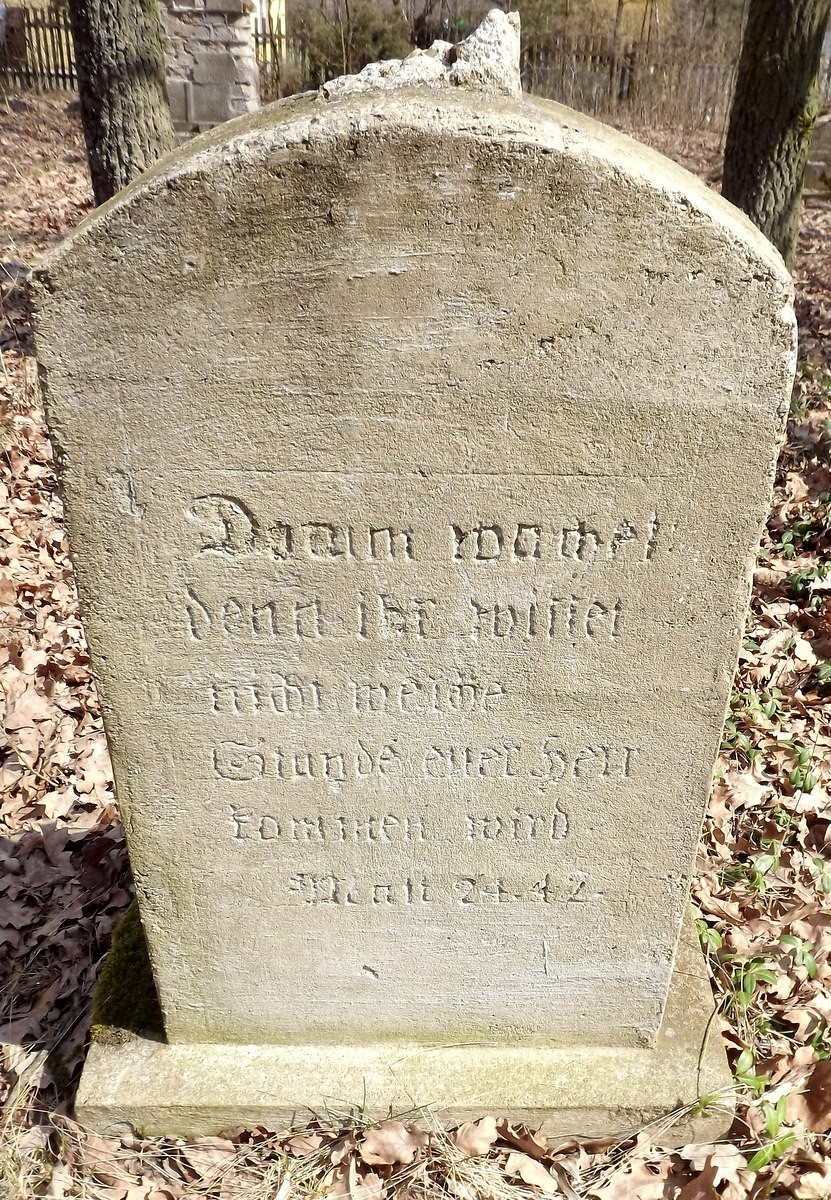 Darum wachet
denn ihr wisset
nicht welche
Stunde euer Herr
kommen wird
Matt 24.42.